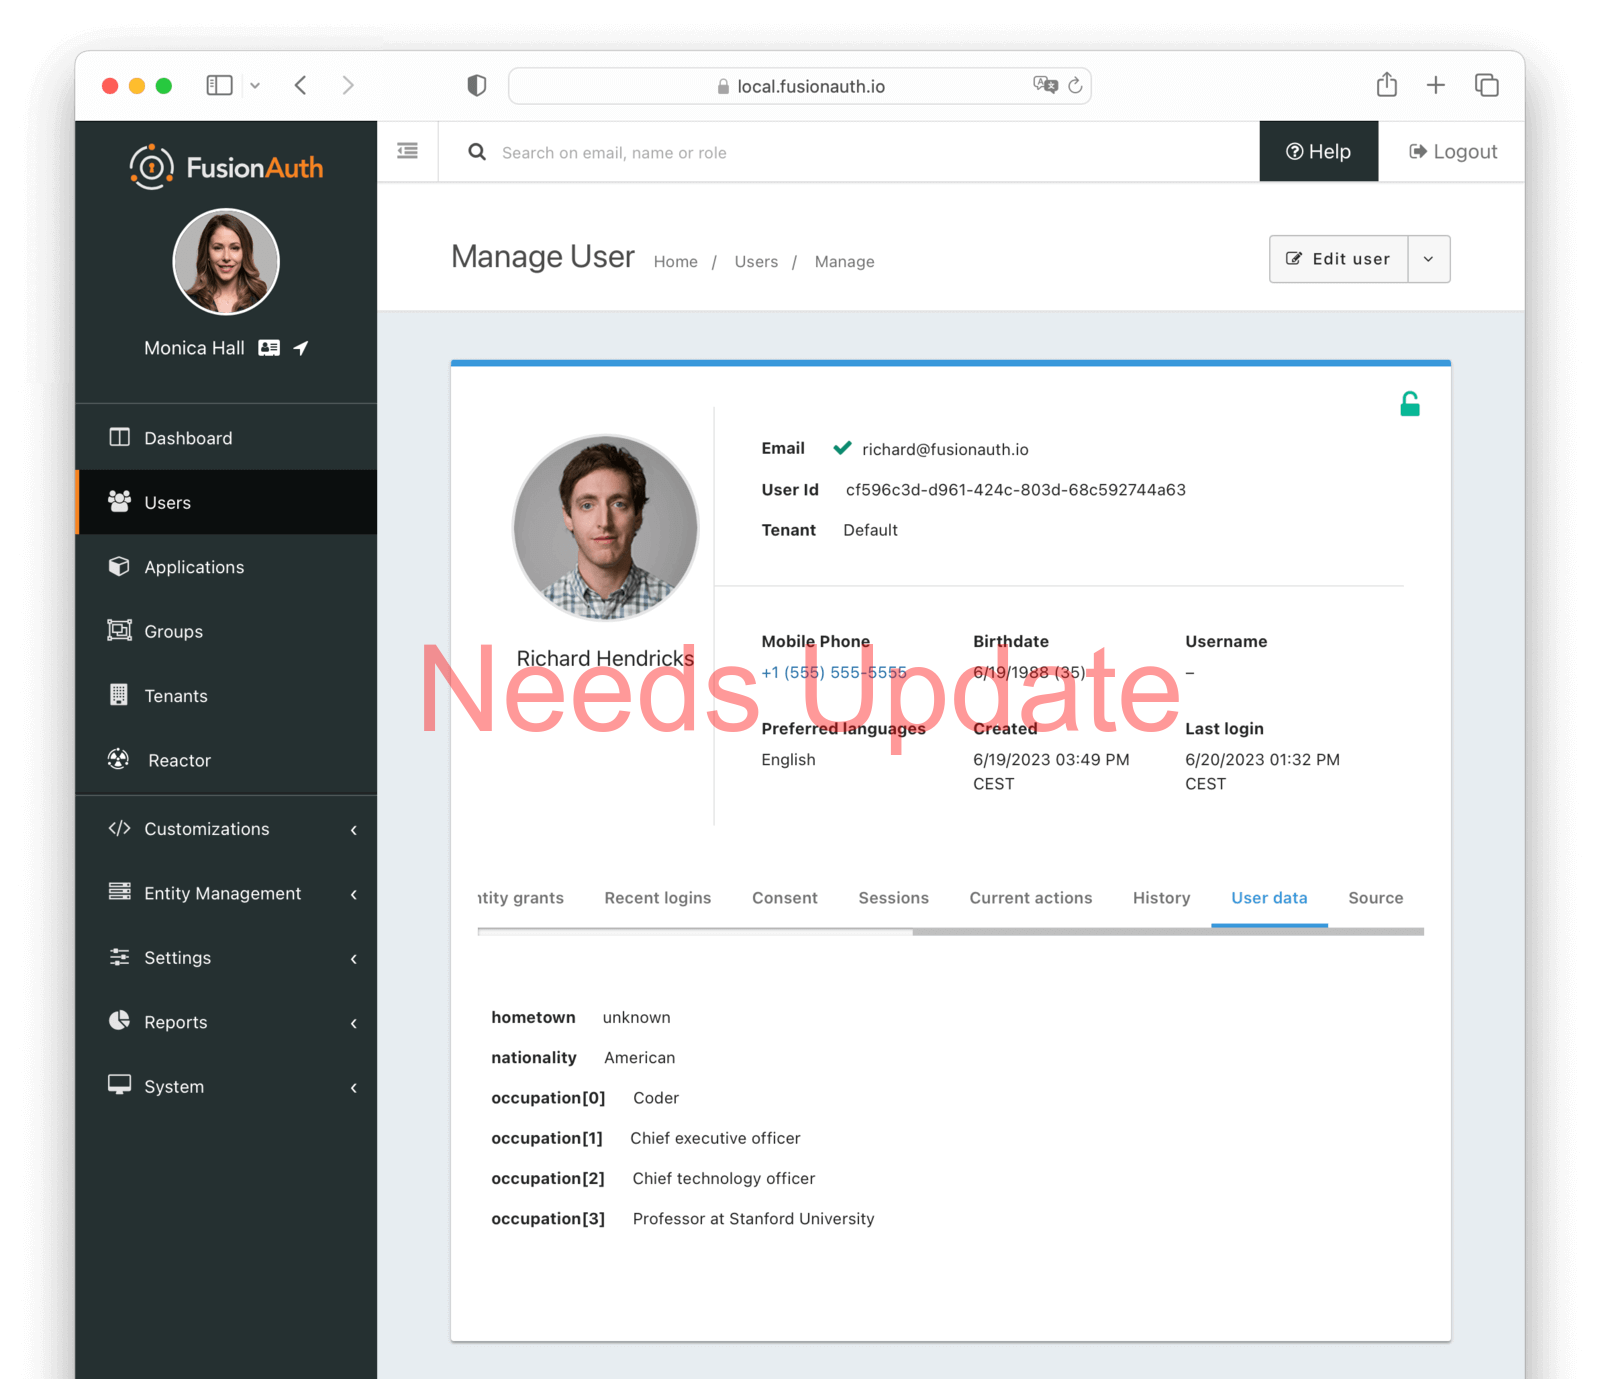 local.fusionauth.io
FusionAuth
Search on email, name or role
Help
Logout
Monica Hall
Manage User
Home / Users / Manage
Edit user
Dashboard
Users
Applications
Groups
Tenants
Reactor
Customizations
Entity Management
Settings
Reports
System
Richard Hendricks
Email richard@fusionauth.io
User Id cf596c3d-d961-424c-803d-68c592744a63
Tenant Default
Mobile Phone
+1 (555) 555-5555
Birthdate
6/19/1988 (35)
Username
–
Preferred languages
English
Created
6/19/2023 03:49 PM
CEST
Last login
6/20/2023 01:32 PM
CEST
Needs Update
ntity grants Recent logins Consent Sessions Current actions History User data Source
hometown unknown
nationality American
occupation[0] Coder
occupation[1] Chief executive officer
occupation[2] Chief technology officer
occupation[3] Professor at Stanford University